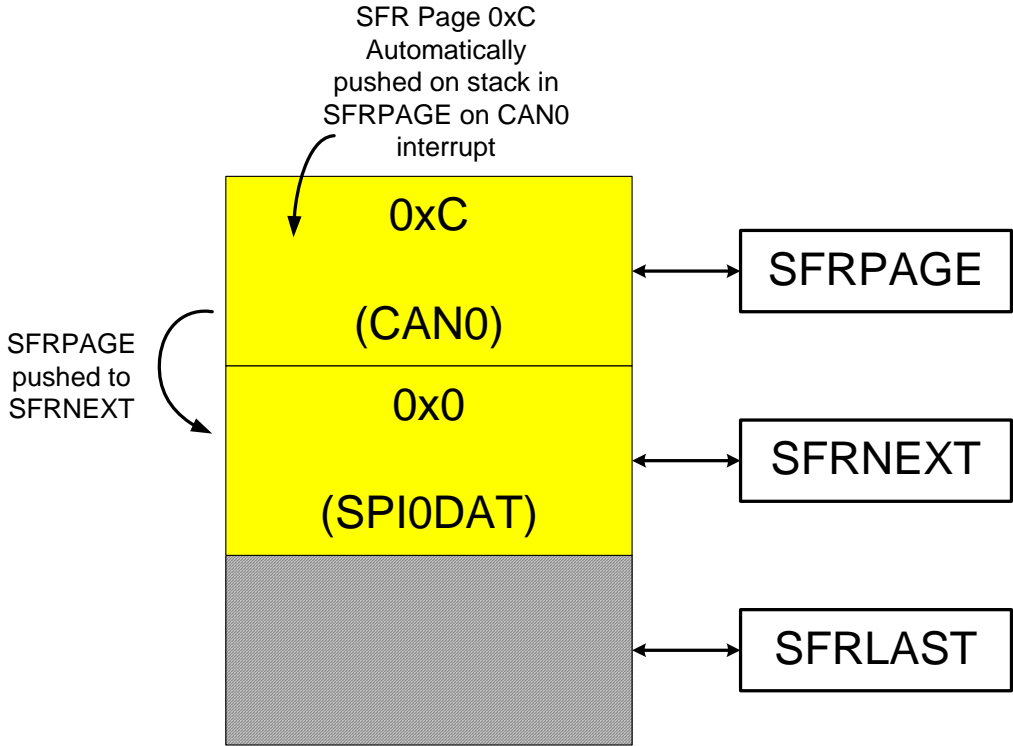 SFR Page 0xC
Automatically
pushed on stack in
SFRPAGE on CAN0
interrupt
0xC
(CAN0)
SFRPAGE
SFRPAGE
pushed to
SFRNEXT
0x0
(SPI0DAT)
SFRNEXT
SFRLAST